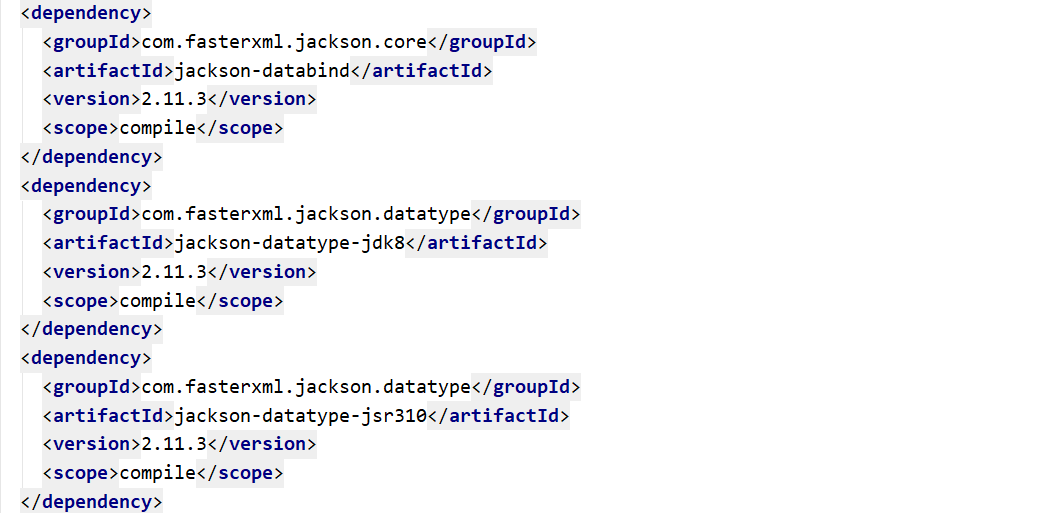 <dependency>
  <groupId>com.fasterxml.jackson.core</groupId>
  <artifactId>jackson-databind</artifactId>
  <version>2.11.3</version>
  <scope>compile</scope>
</dependency>
<dependency>
  <groupId>com.fasterxml.jackson.datatype</groupId>
  <artifactId>jackson-datatype-jdk8</artifactId>
  <version>2.11.3</version>
  <scope>compile</scope>
</dependency>
<dependency>
  <groupId>com.fasterxml.jackson.datatype</groupId>
  <artifactId>jackson-datatype-jsr310</artifactId>
  <version>2.11.3</version>
  <scope>compile</scope>
</dependency>